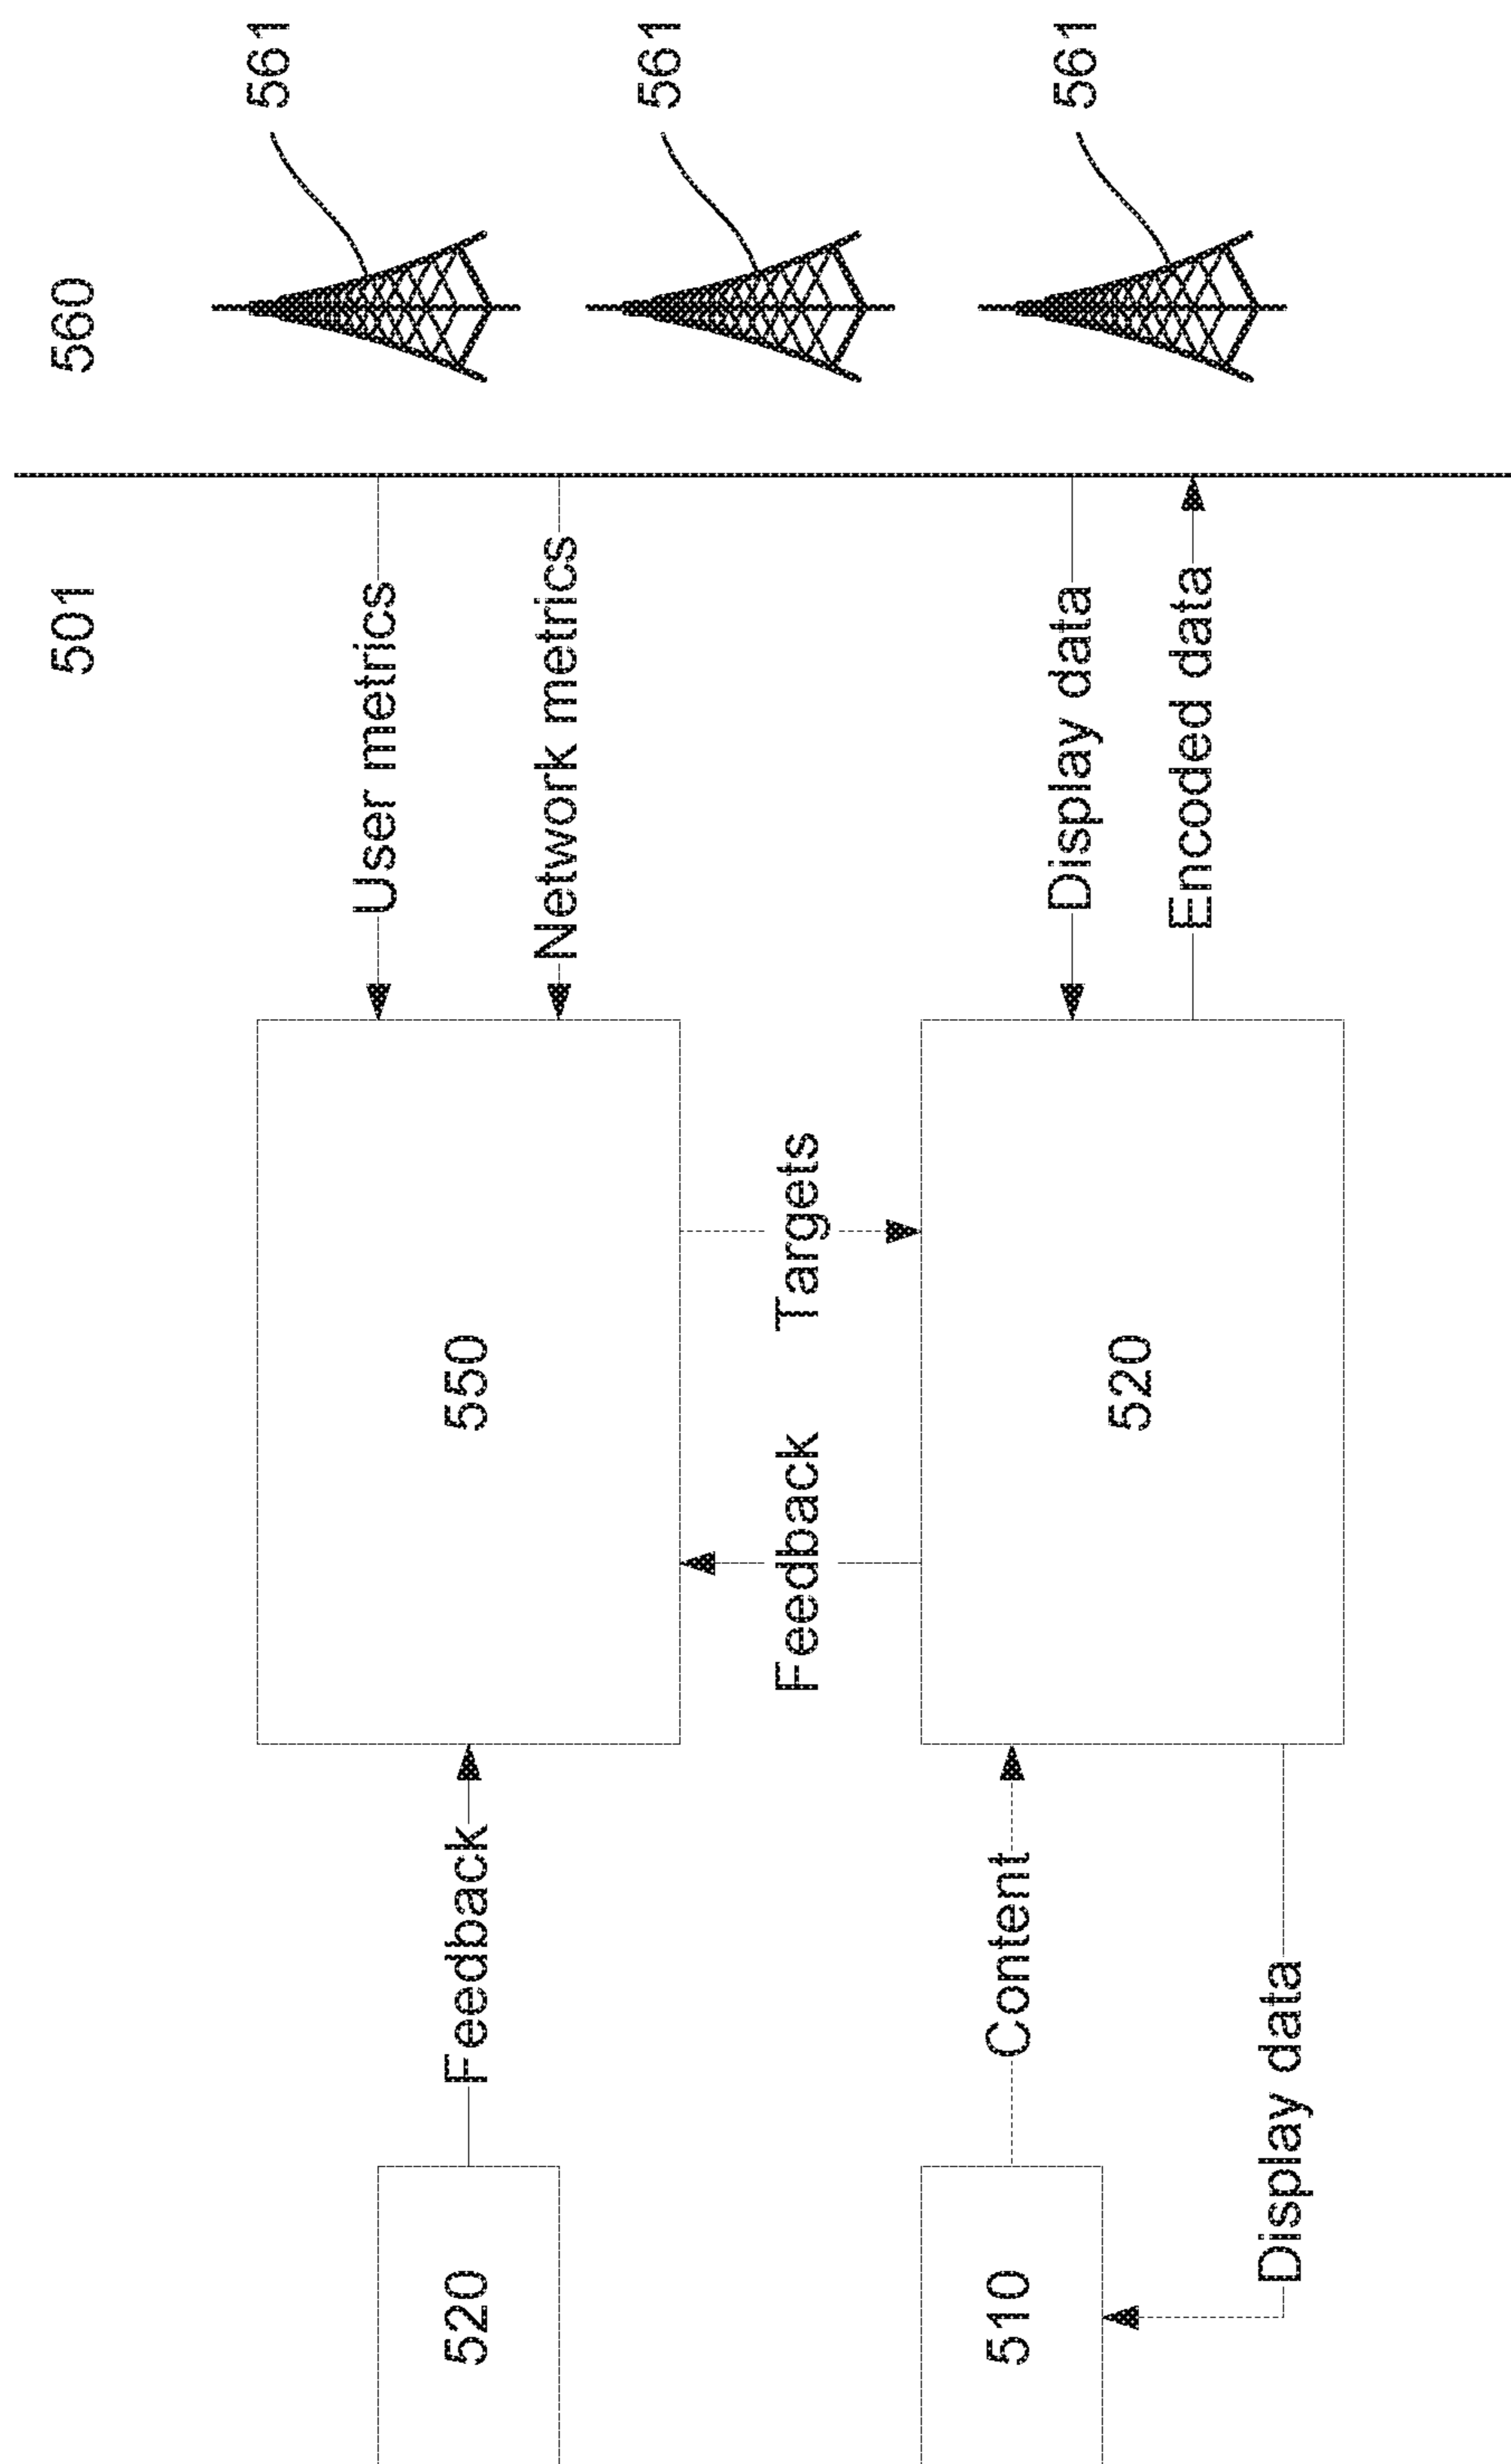 501
560
561
User metrics
520
Feedback
550
Network metrics
561
Feedback
Targets
510
Content
Display data
561
520
Encoded data
Display data